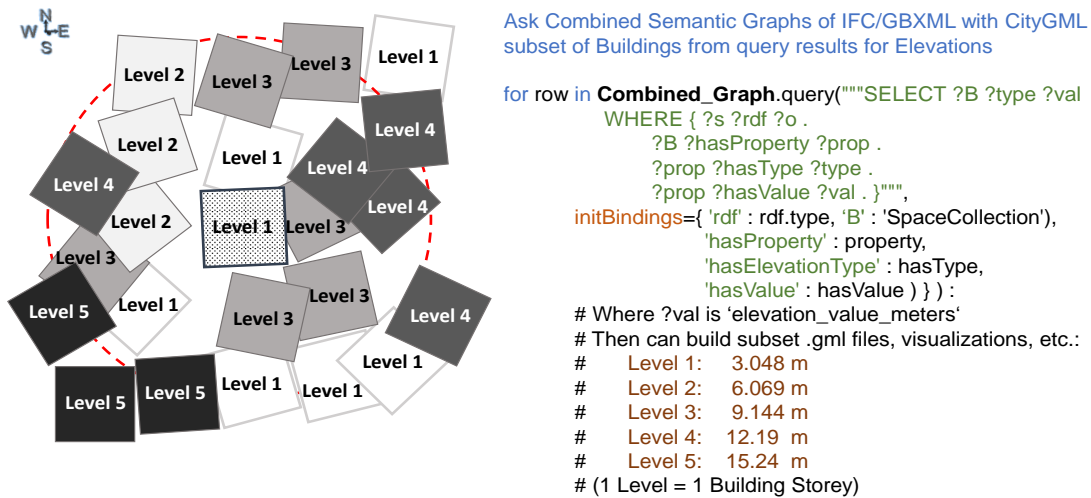 N
W E
S
Level 2
Level 3
Level 3
Level 1
Level 2
Level 1
Level 4
Level 4
Level 4
Level 2
Level 1
Level 3
Level 4
Level 3
Level 5
Level 1
Level 3
Level 3
Level 4
Level 5
Level 5
Level 1
Level 1
Level 1
Ask Combined Semantic Graphs of IFC/GBXML with CityGML
subset of Buildings from query results for Elevations
for row in Combined_Graph.query("""SELECT ?B ?type ?val
WHERE { ?s ?rdf ?o .
?B ?hasProperty ?prop .
?prop ?hasType ?type .
?prop ?hasValue ?val . }""",
initBindings={ 'rdf' : rdf.type, ‘B’ : 'SpaceCollection'),
'hasProperty' : property,
'hasElevationType' : hasType,
'hasValue' : hasValue ) } ) :
# Where ?val is ‘elevation_value_meters‘
# Then can build subset .gml files, visualizations, etc.:
# Level 1: 3.048 m
# Level 2: 6.069 m
# Level 3: 9.144 m
# Level 4: 12.19 m
# Level 5: 15.24 m
# (1 Level = 1 Building Storey)